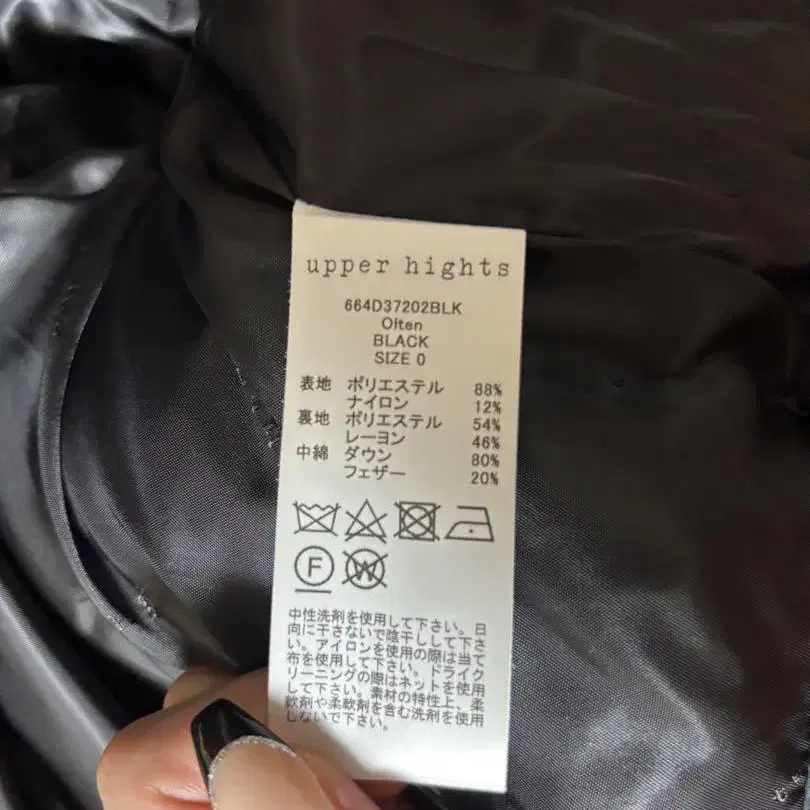 upper hights
664D37202BLK
Olten
BLACK
SIZE 0
表地 ポリエステル 88%
ナイロン 12%
裏地 ポリエステル 54%
レーヨン 46%
中綿 ダウン 80%
フェザー 20%
F W
中性洗剤を使用して下さい。日
向に干さないで陰干しして下さ
い。アイロンを使用の際は当て
布を使用して下さい。ドライク
リーニングの際はネットを使用
して下さい。素材の特性上、柔
軟剤や柔軟剤を含む洗剤を使用
しないで下さい。